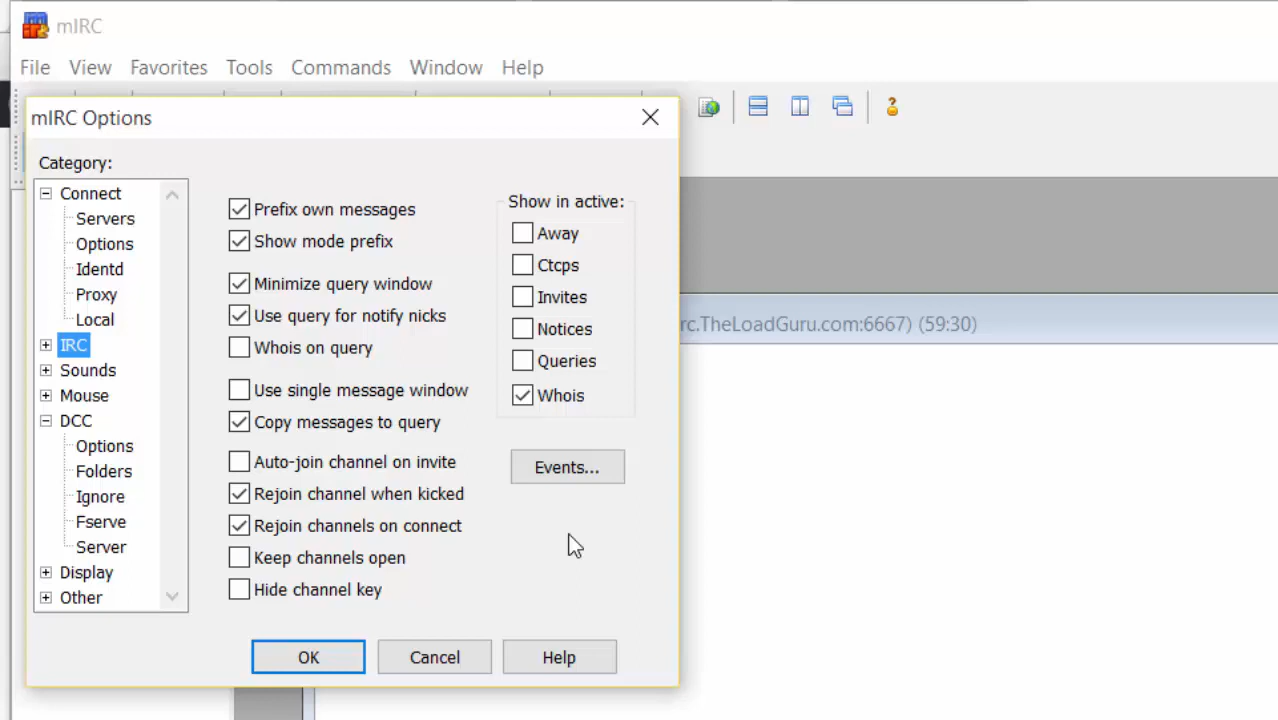 mIRC
File View Favorites Tools Commands Window Help
mIRC Options
Category:
Connect
Servers
Options
Identd
Proxy
Local
IRC
Sounds
Mouse
DCC
Options
Folders
Ignore
Fserve
Server
Display
Other
Prefix own messages
Show mode prefix
Minimize query window
Use query for notify nicks
Whois on query
Use single message window
Copy messages to query
Auto-join channel on invite
Rejoin channel when kicked
Rejoin channels on connect
Keep channels open
Hide channel key
Show in active:
Away
Ctcps
Invites
Notices
Queries
Whois
Events...
OK Cancel Help
rc.TheLoadGuru.com:6667) (59:30)